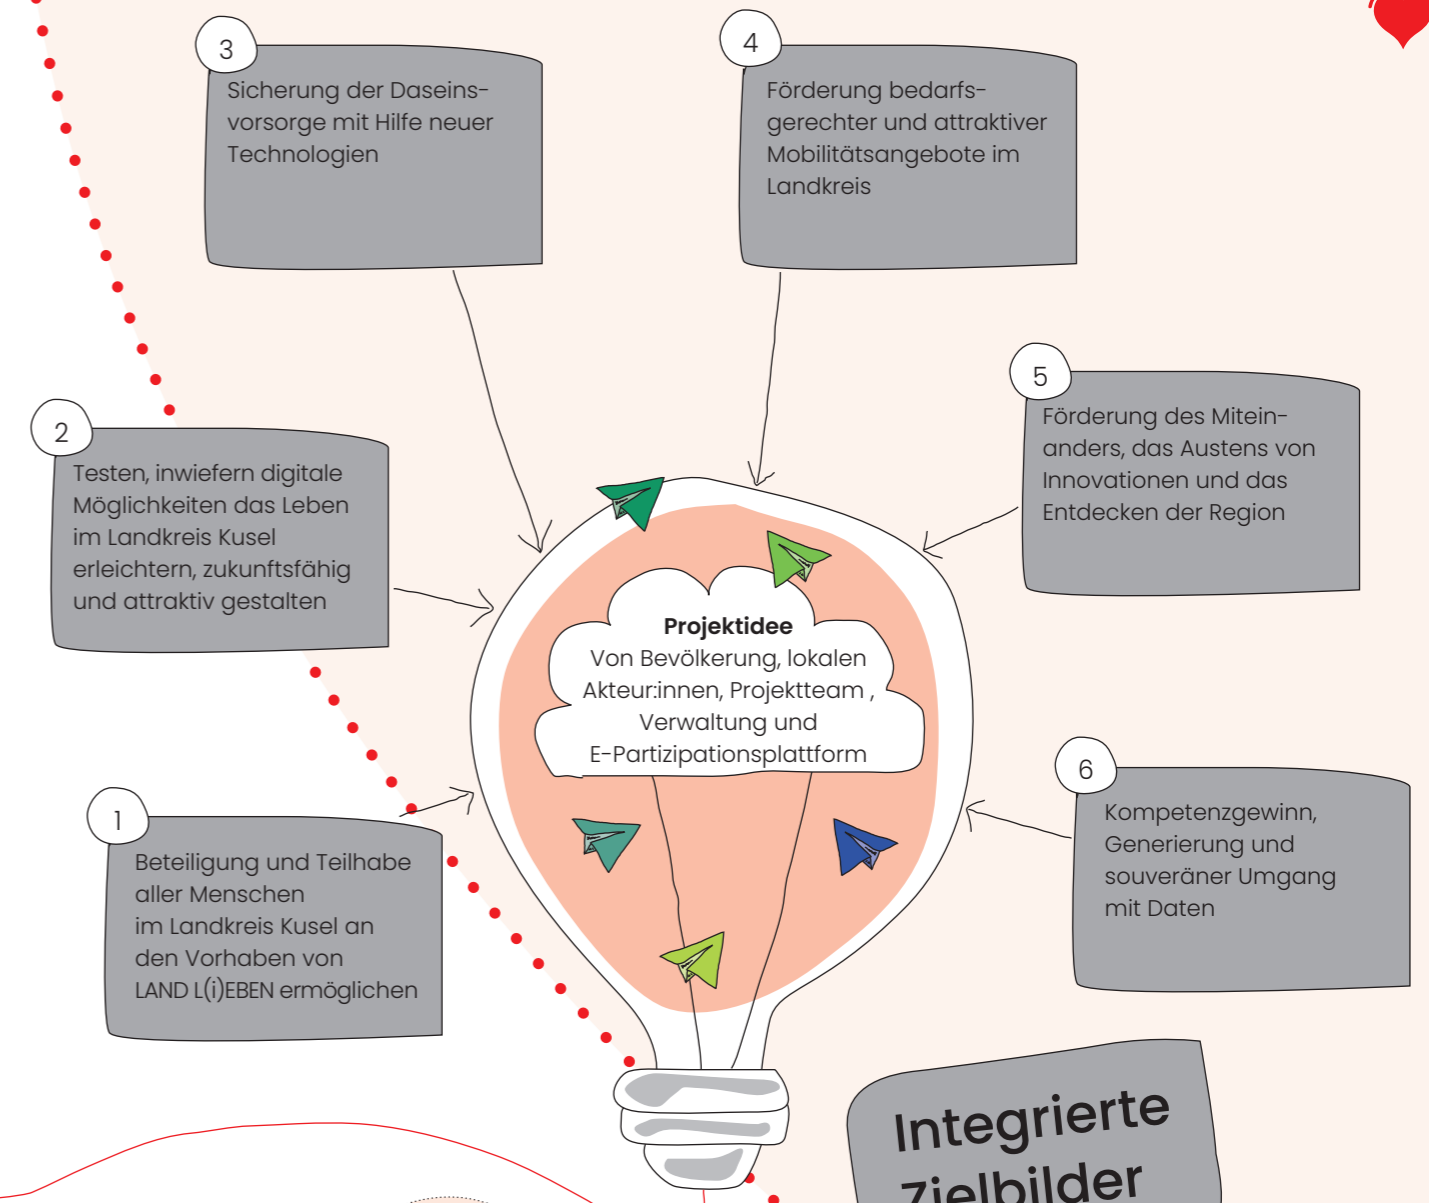 3
Sicherung der Daseins-
vorsorge mit Hilfe neuer
Technologien
4
Förderung bedarfs-
gerechter und attraktiver
Mobilitätsangebote im
Landkreis
5
Förderung des Mitein-
anders, das Austens von
Innovationen und das
Entdecken der Region
2
Testen, inwiefern digitale
Möglichkeiten das Leben
im Landkreis Kusel
erleichtern, zukunftsfähig
und attraktiv gestalten
Projektidee
Von Bevölkerung, lokalen
Akteur:innen, Projektteam ,
Verwaltung und
E-Partizipationsplattform
1
Beteiligung und Teilhabe
aller Menschen
im Landkreis Kusel an
den Vorhaben von
LAND L(i)EBEN ermöglichen
6
Kompetenzgewinn,
Generierung und
souveräner Umgang
mit Daten
Integrierte
Zielbilder